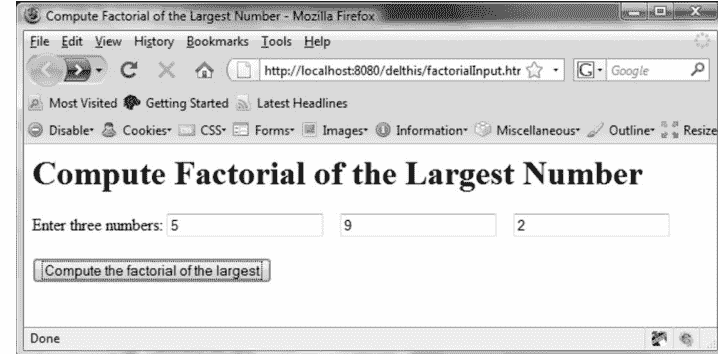 Compute Factorial of the Largest Number - Mozilla Firefox
File Edit View History Bookmarks Tools Help
http://localhost:8080/delthis/factorialInput.htr G Google
Most Visited Getting Started Latest Headlines
Disable Cookies CSS Forms Images Information Miscellaneous Outline Resize
Compute Factorial of the Largest Number
Enter three numbers: 5 9 2
Compute the factorial of the largest
Done